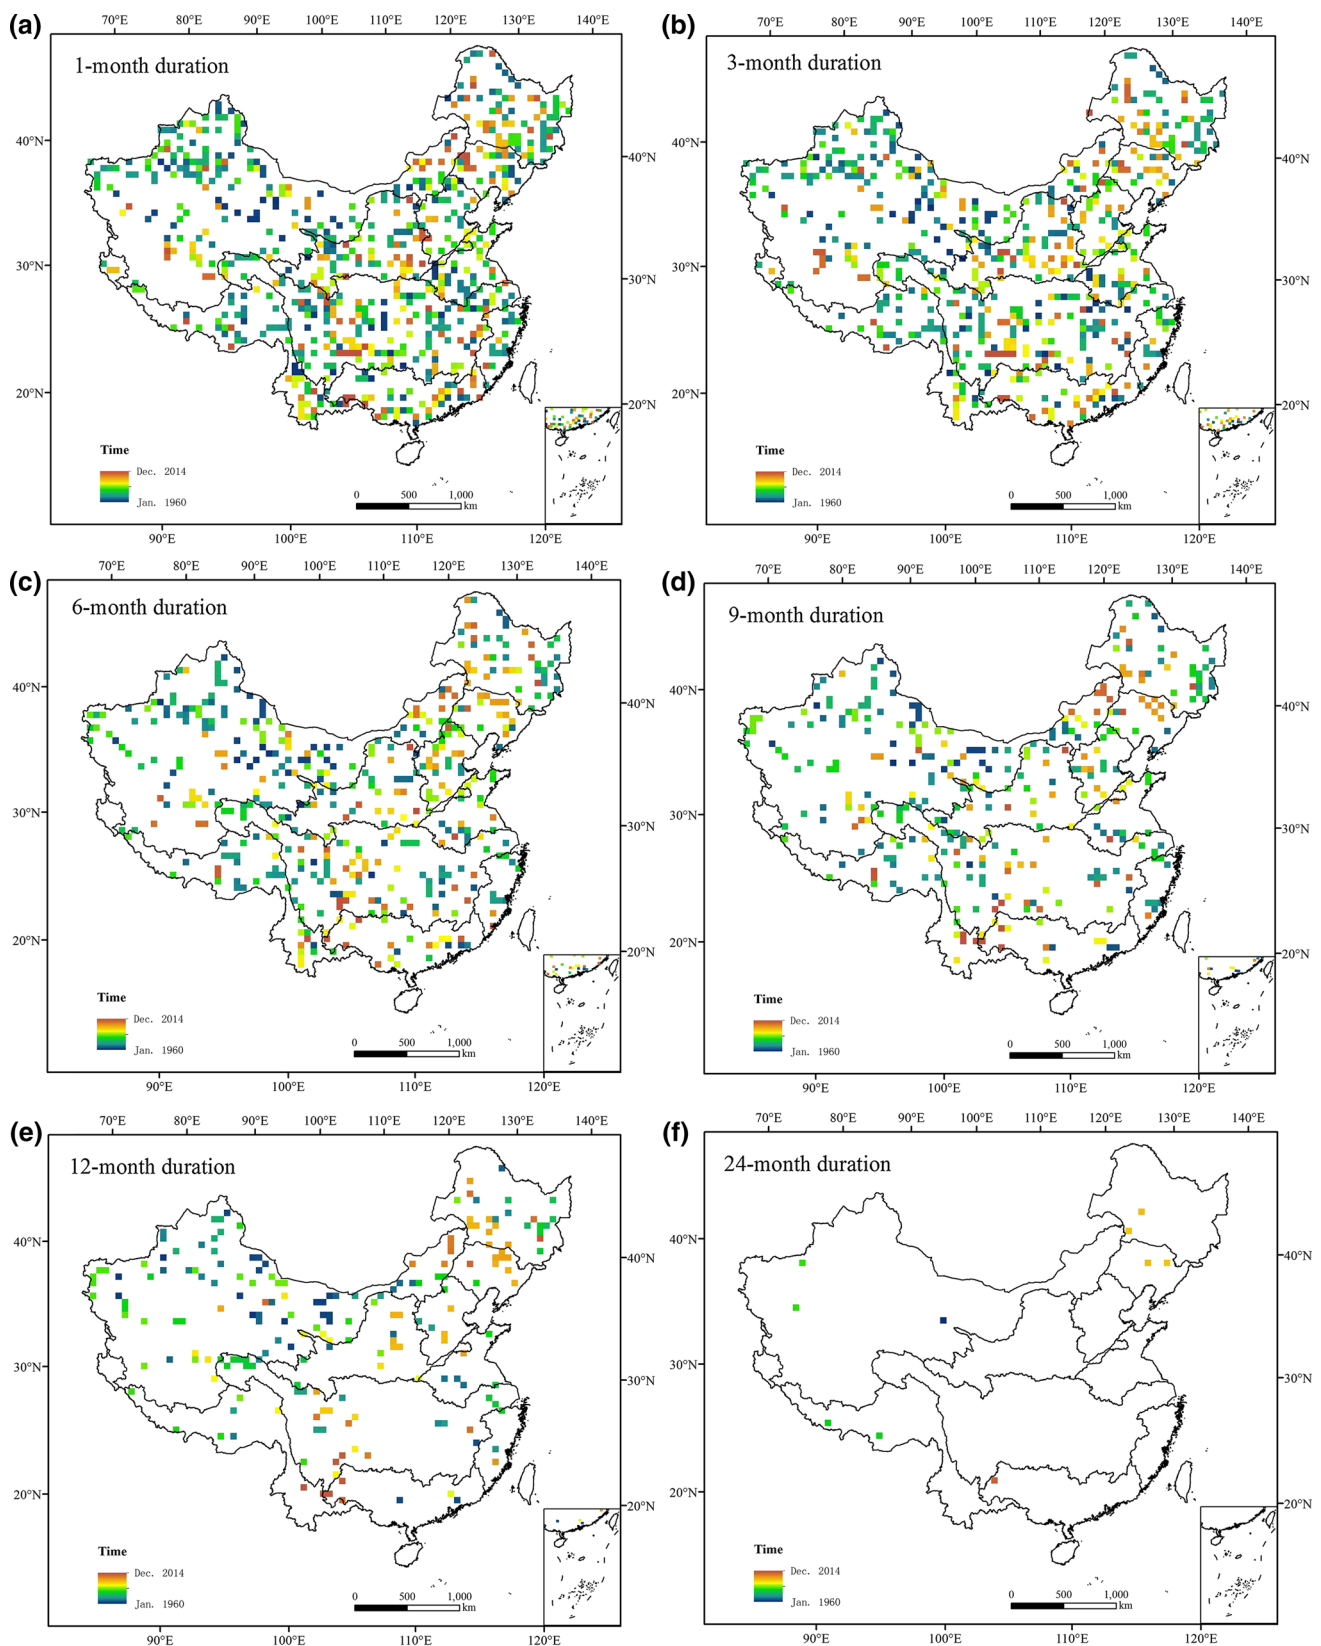 (a)
70°E 80°E 90°E 100°E 110°E 120°E 130°E 140°E
1-month duration
40°N
40°N
30°N
30°N
20°N
20°N
Time
Dec. 2014
Jan. 1960
0 500 1,000
km
90°E 100°E 110°E 120°E
(b)
70°E 80°E 90°E 100°E 110°E 120°E 130°E 140°E
3-month duration
40°N
40°N
30°N
30°N
20°N
20°N
Time
Dec. 2014
Jan. 1960
0 500 1,000
km
90°E 100°E 110°E 120°E
(c)
70°E 80°E 90°E 100°E 110°E 120°E 130°E 140°E
6-month duration
40°N
40°N
30°N
30°N
20°N
20°N
Time
Dec. 2014
Jan. 1960
0 500 1,000
km
90°E 100°E 110°E 120°E
(d)
70°E 80°E 90°E 100°E 110°E 120°E 130°E 140°E
9-month duration
40°N
40°N
30°N
30°N
20°N
20°N
Time
Dec. 2014
Jan. 1960
0 500 1,000
km
90°E 100°E 110°E 120°E
(e)
70°E 80°E 90°E 100°E 110°E 120°E 130°E 140°E
12-month duration
40°N
40°N
30°N
30°N
20°N
20°N
Time
Dec. 2014
Jan. 1960
0 500 1,000
km
90°E 100°E 110°E 120°E
(f)
70°E 80°E 90°E 100°E 110°E 120°E 130°E 140°E
24-month duration
40°N
40°N
30°N
30°N
20°N
20°N
Time
Dec. 2014
Jan. 1960
0 500 1,000
km
90°E 100°E 110°E 120°E